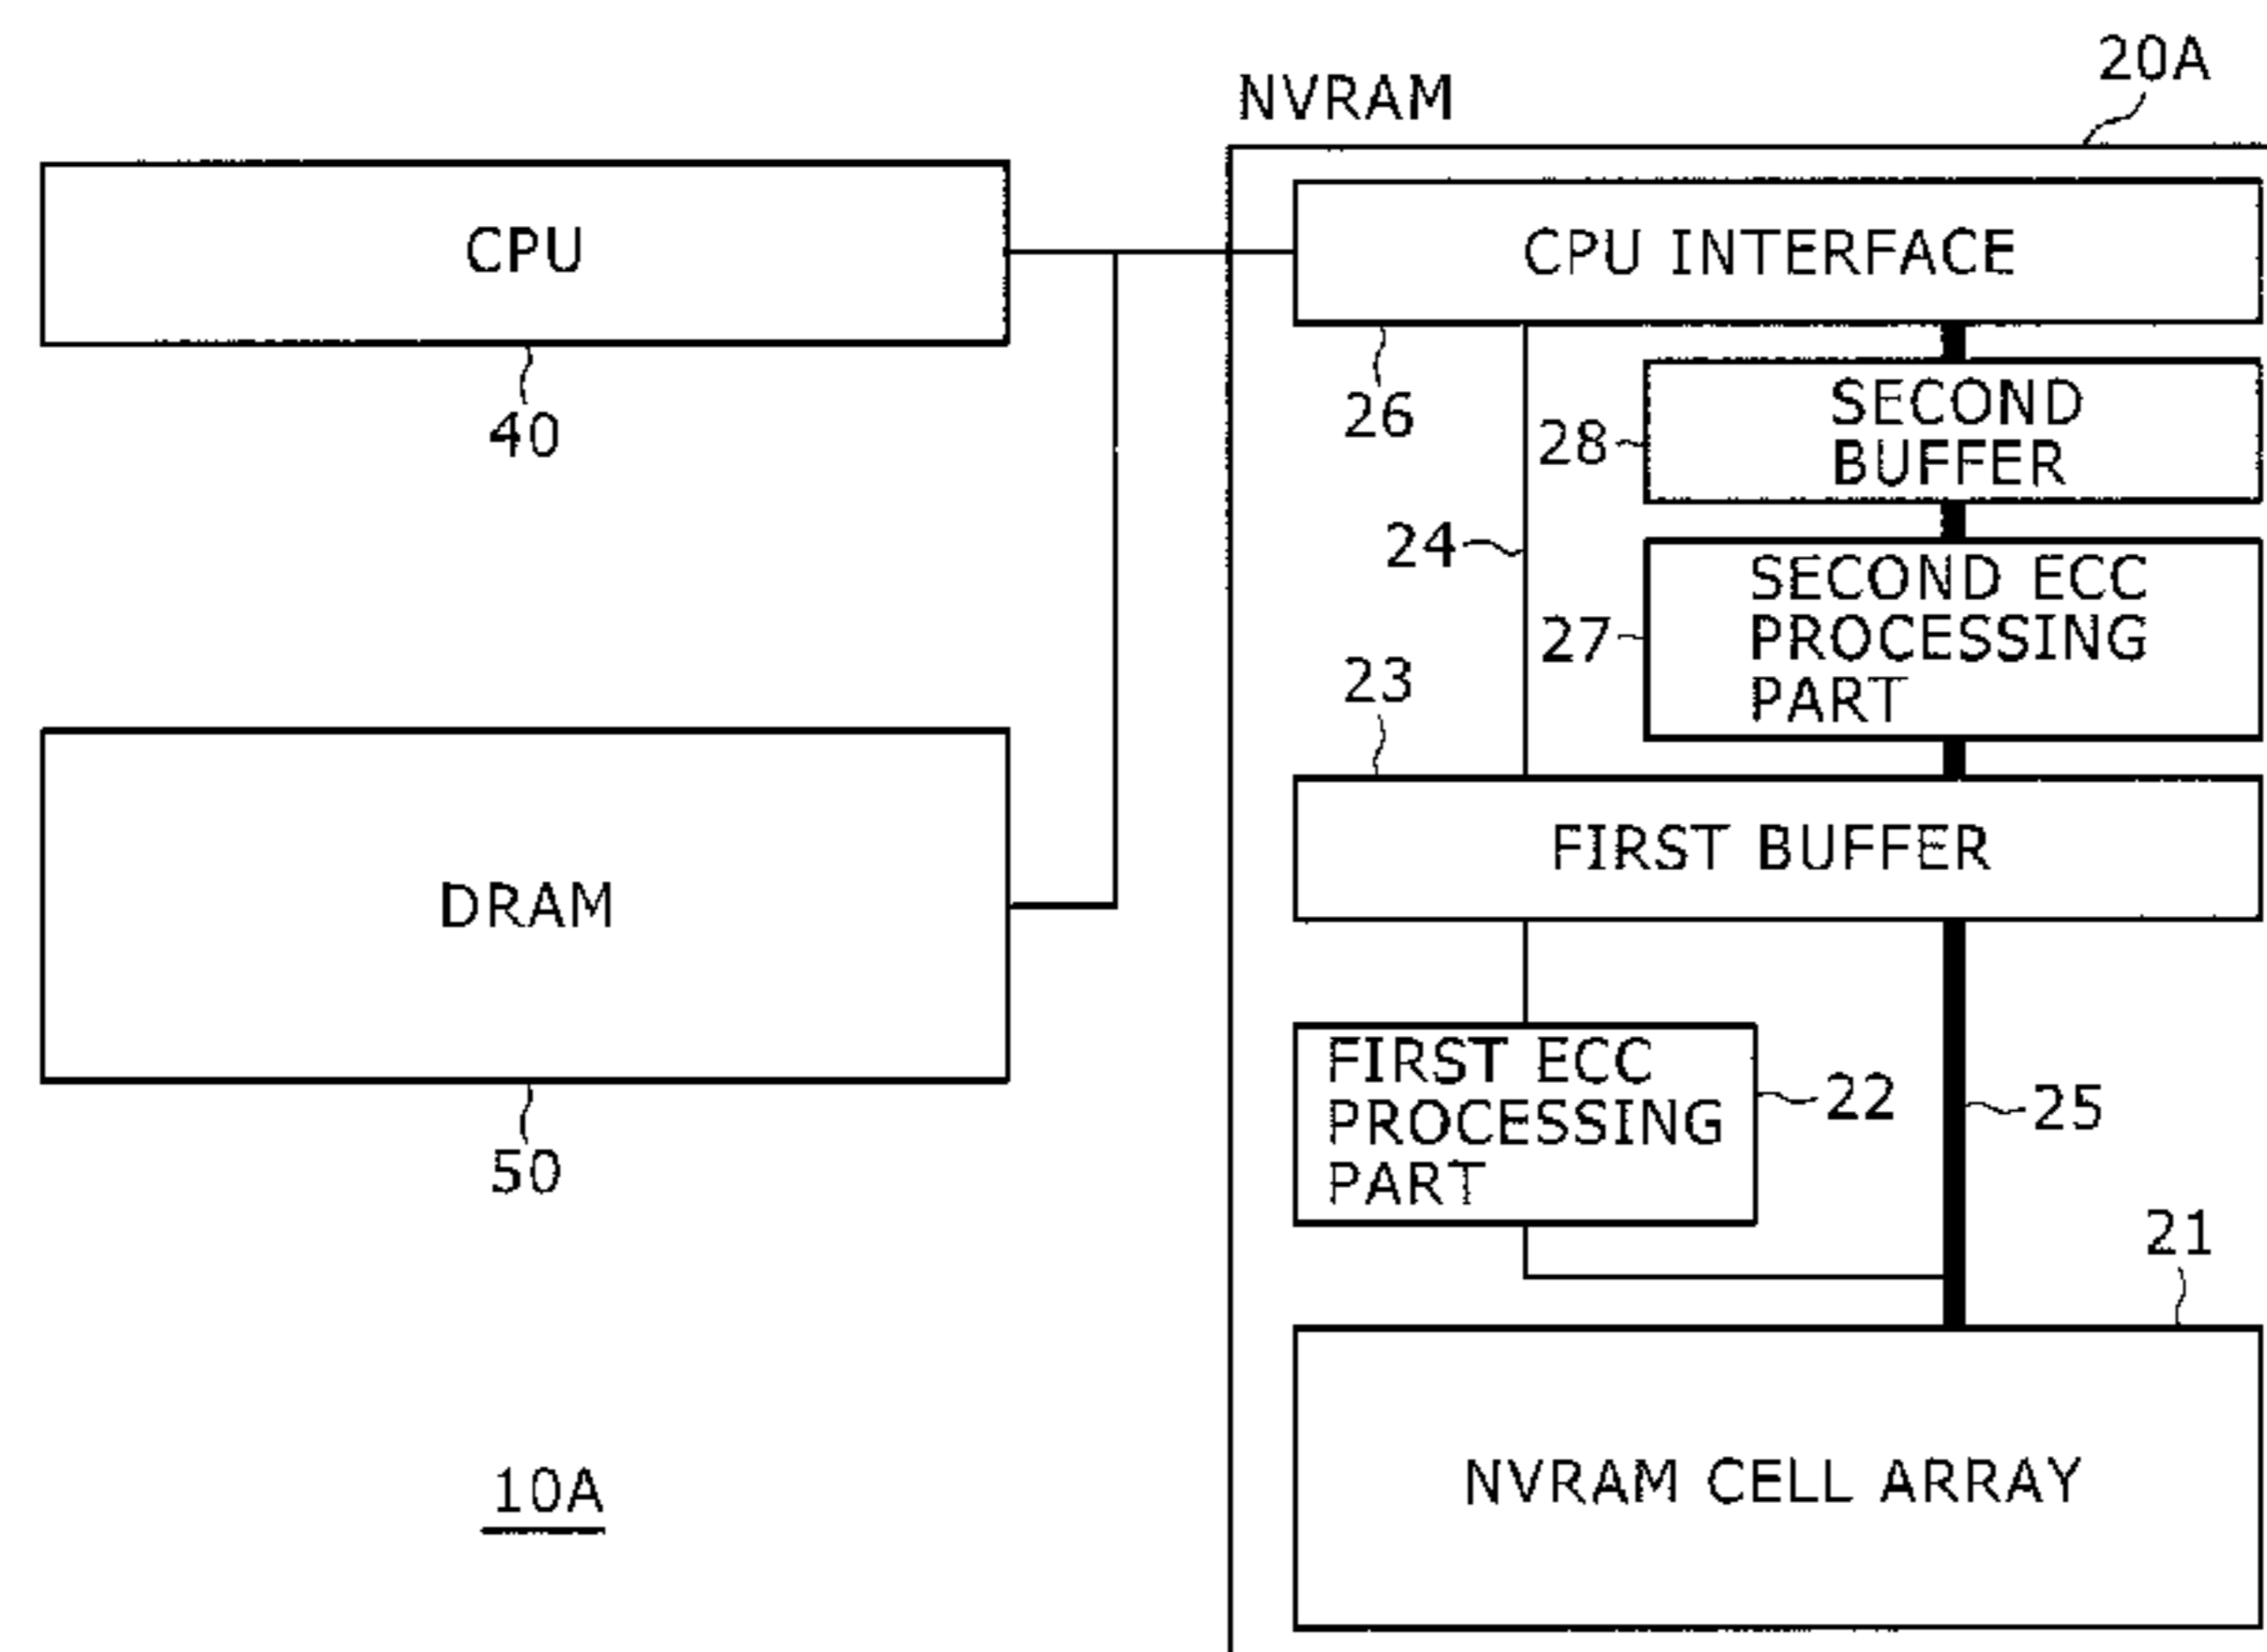 20A
NVRAM
CPU
CPU INTERFACE
40
26
28
SECOND
BUFFER
24
27
SECOND ECC
PROCESSING
PART
23
FIRST BUFFER
DRAM
50
FIRST ECC
PROCESSING
PART
22
25
21
NVRAM CELL ARRAY
10A